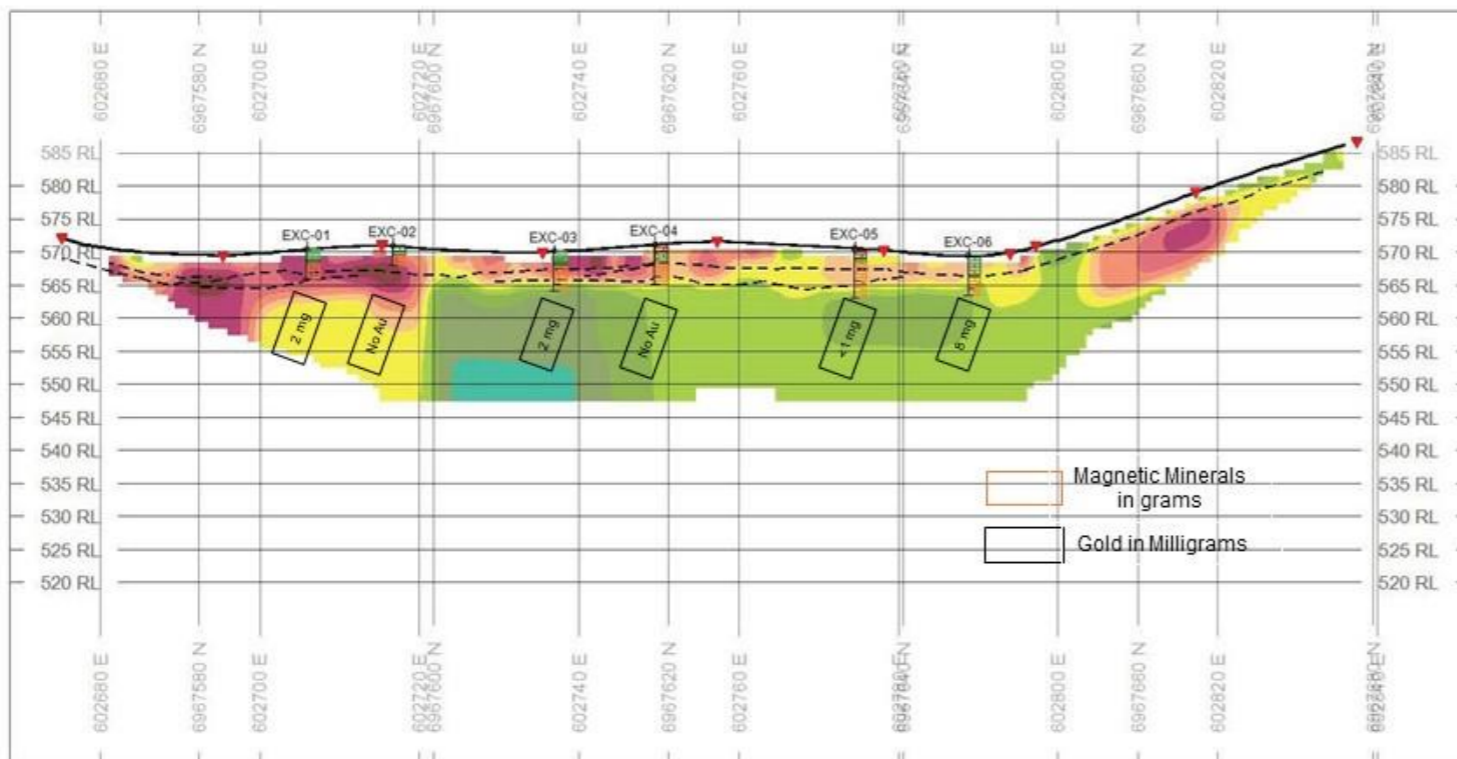 602680 E
6967580 N
602700 E
602720 E
6967600 N
602740 E
6967620 N
602760 E
6967640 N
602800 E
6967660 N
602820 E
602840 E
585 RL
585 RL
580 RL
580 RL
575 RL
575 RL
570 RL
570 RL
565 RL
565 RL
560 RL
560 RL
555 RL
555 RL
550 RL
550 RL
545 RL
545 RL
540 RL
540 RL
535 RL
535 RL
530 RL
530 RL
525 RL
525 RL
520 RL
520 RL
EXC-01
EXC-02
EXC-03
EXC-04
EXC-05
EXC-06
2 mg
No Au
2 mg
No Au
<1 mg
8 mg
Magnetic Minerals
in grams
Gold in Milligrams
602680 E
6967580 N
602700 E
602720 E
6967600 N
602740 E
6967620 N
602760 E
6967640 N
602800 E
6967660 N
602820 E